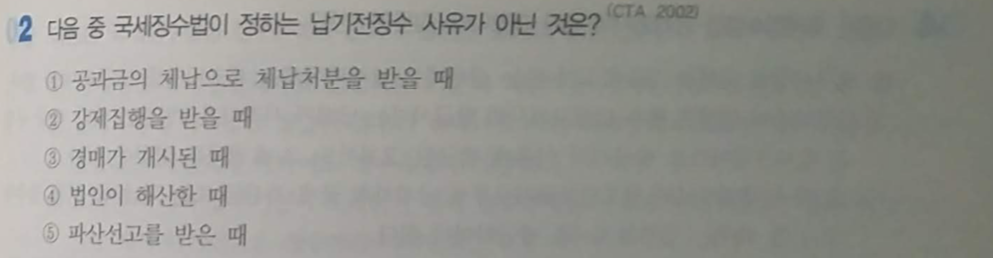 02 다음 중 국세징수법이 정하는 납기전징수 사유가 아닌 것은? (CTA 2002)
① 공과금의 체납으로 체납처분을 받을 때
② 강제집행을 받을 때
③ 경매가 개시된 때
④ 법인이 해산한 때
⑤ 파산선고를 받은 때